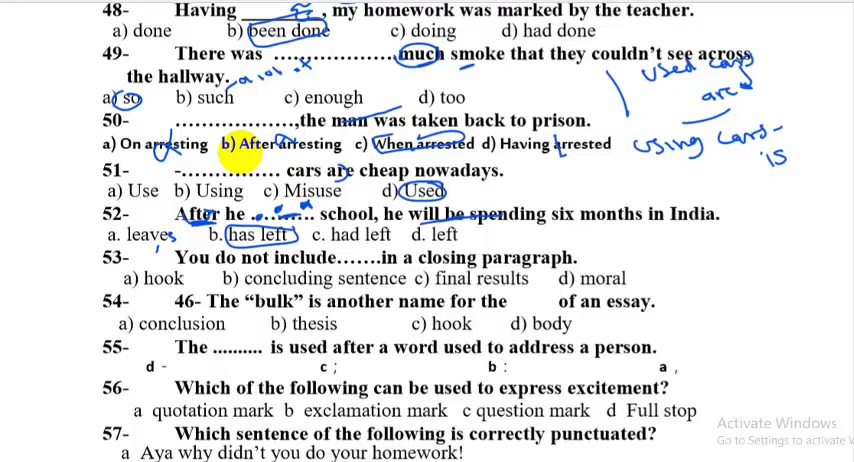 48- Having ______, my homework was marked by the teacher.
a) done b) been done c) doing d) had done
49- There was ....................much smoke that they couldn't see across
the hallway.
a) so b) such c) enough d) too
50- ...................,the man was taken back to prison.
a) On arresting b) After arresting c) When arrested d) Having arrested
used cars
are
using cars -
is
51- -................ cars are cheap nowadays.
a) Use b) Using c) Misuse d) Used
52- After he ............ school, he will be spending six months in India.
a. leaves b. has left c. had left d. left
53- You do not include…….in a closing paragraph.
a) hook b) concluding sentence c) final results d) moral
54- 46- The “bulk” is another name for the of an essay.
a) conclusion b) thesis c) hook d) body
55- The .......... is used after a word used to address a person.
d - c ; b : a ,
56- Which of the following can be used to express excitement?
a quotation mark b exclamation mark c question mark d Full stop
Activate Windows
Go to Settings to activate
57- Which sentence of the following is correctly punctuated?
a Aya why didn't you do your homework!